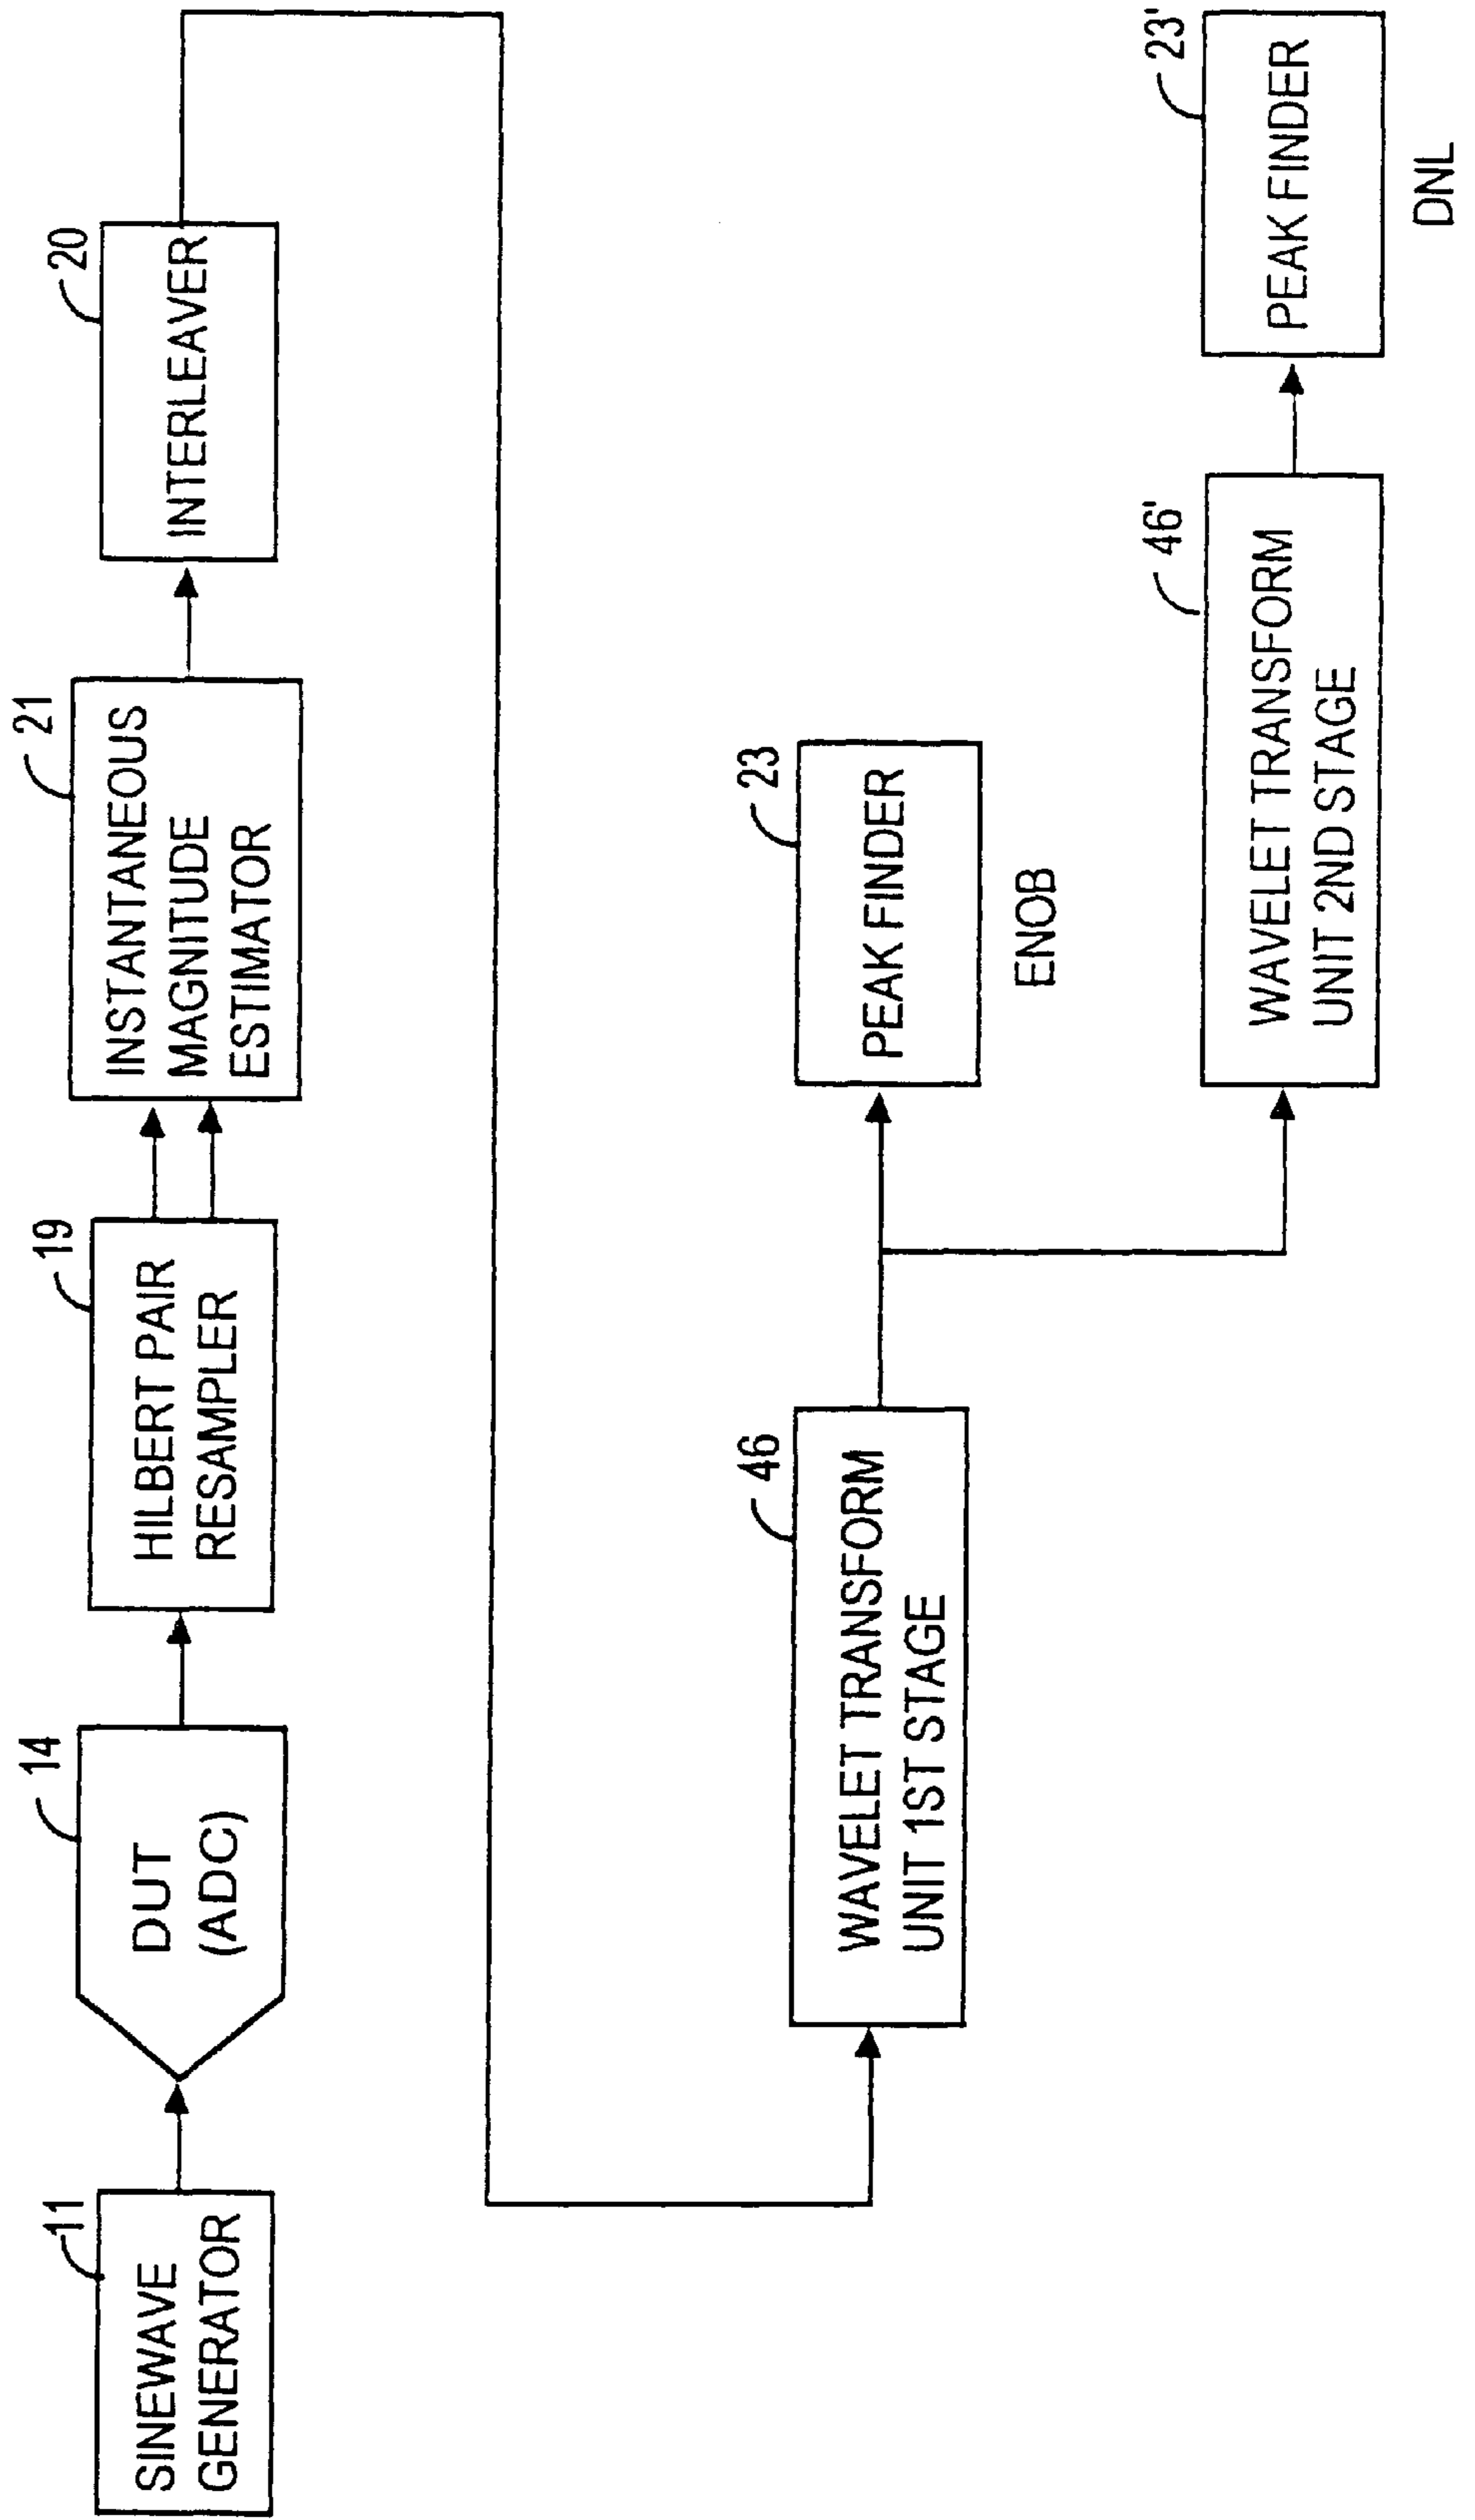 11
SINEWAVE
GENERATOR
14
DUT
(ADC)
19
HILBERT PAIR
RESAMPLER
21
INSTANTANEOUS
MAGNITUDE
ESTIMATOR
20
INTERLEAVER
46
WAVELET TRANSFORM
UNIT 1ST STAGE
23
PEAK FINDER
ENOB
46'
WAVELET TRANSFORM
UNIT 2ND STAGE
23'
PEAK FINDER
DNL